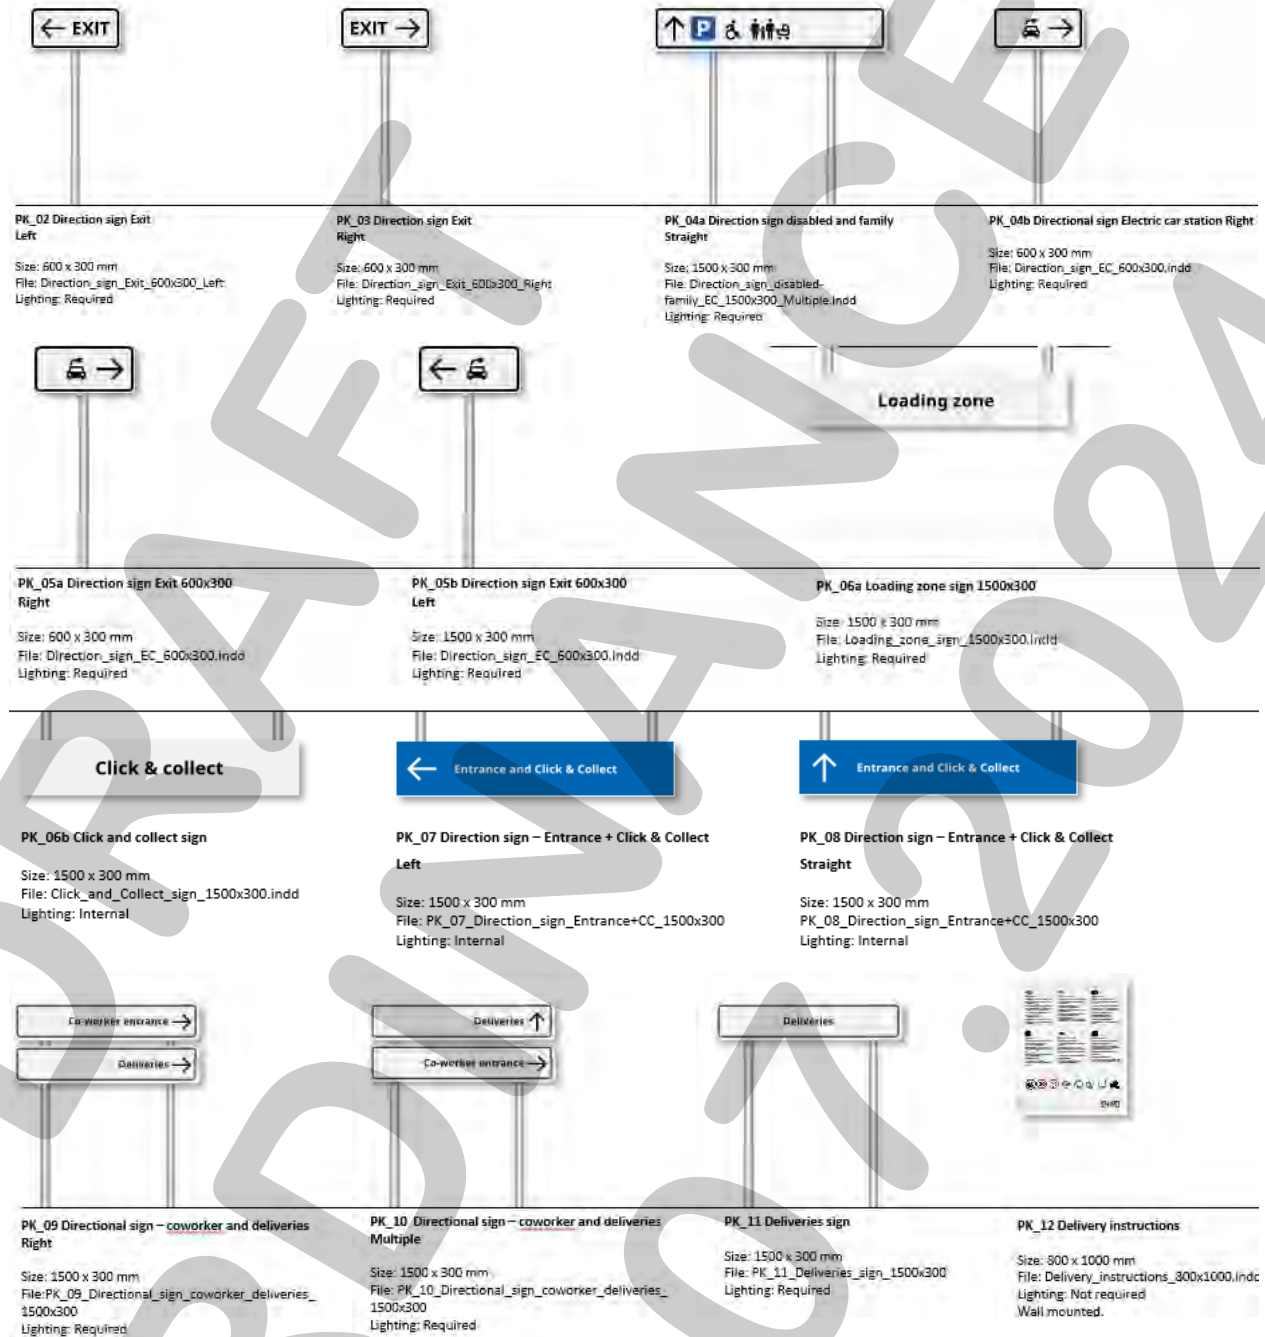 ← EXIT
EXIT →
↑ P
→
PK_02 Direction sign Exit
Left
Size: 600 x 300 mm
File: Direction_sign_Exit_600x300_Left
Lighting: Required
PK_03 Direction sign Exit
Right
Size: 600 x 300 mm
File: Direction_sign_Exit_600x300_Right
Lighting: Required
PK_04a Direction sign disabled and family
Straight
Size: 1500 x 300 mm
File: Direction_sign_disabled-
family_EC_1500x300_Multiple.indd
Lighting: Required
PK_04b Directional sign Electric car station Right
Size: 600 x 300 mm
File: Direction_sign_EC_600x300.indd
Lighting: Required
→
←
Loading zone
PK_05a Direction sign Exit 600x300
Right
Size: 600 x 300 mm
File: Direction_sign_EC_600x300.indd
Lighting: Required
PK_05b Direction sign Exit 600x300
Left
Size: 1500 x 300 mm
File: Direction_sign_EC_600x300.indd
Lighting: Required
PK_06a Loading zone sign 1500x300
Size: 1500 x 300 mm
File: Loading_zone_sign_1500x300.indd
Lighting: Required
Click & collect
← Entrance and Click & Collect
↑ Entrance and Click & Collect
PK_06b Click and collect sign
Size: 1500 x 300 mm
File: Click_and_Collect_sign_1500x300.indd
Lighting: Internal
PK_07 Direction sign – Entrance + Click & Collect
Left
Size: 1500 x 300 mm
File: PK_07_Direction_sign_Entrance+CC_1500x300
Lighting: Internal
PK_08 Direction sign – Entrance + Click & Collect
Straight
Size: 1500 x 300 mm
PK_08_Direction_sign_Entrance+CC_1500x300
Lighting: Internal
Co-worker entrance →
Deliveries →
Deliveries ↑
Co-worker entrance →
Deliveries
PK_09 Directional sign – coworker and deliveries
Right
Size: 1500 x 300 mm
File:PK_09_Directional_sign_coworker_deliveries_
1500x300
Lighting: Required
PK_10 Directional sign – coworker and deliveries
Multiple
Size: 1500 x 300 mm
File: PK_10_Directional_sign_coworker_deliveries_
1500x300
Lighting: Required
PK_11 Deliveries sign
Size: 1500 x 300 mm
File: PK_11_Deliveries_sign_1500x300
Lighting: Required
PK_12 Delivery instructions
Size: 800 x 1000 mm
File: Delivery_instructions_800x1000.indd
Lighting: Not required
Wall mounted.
DRAFT